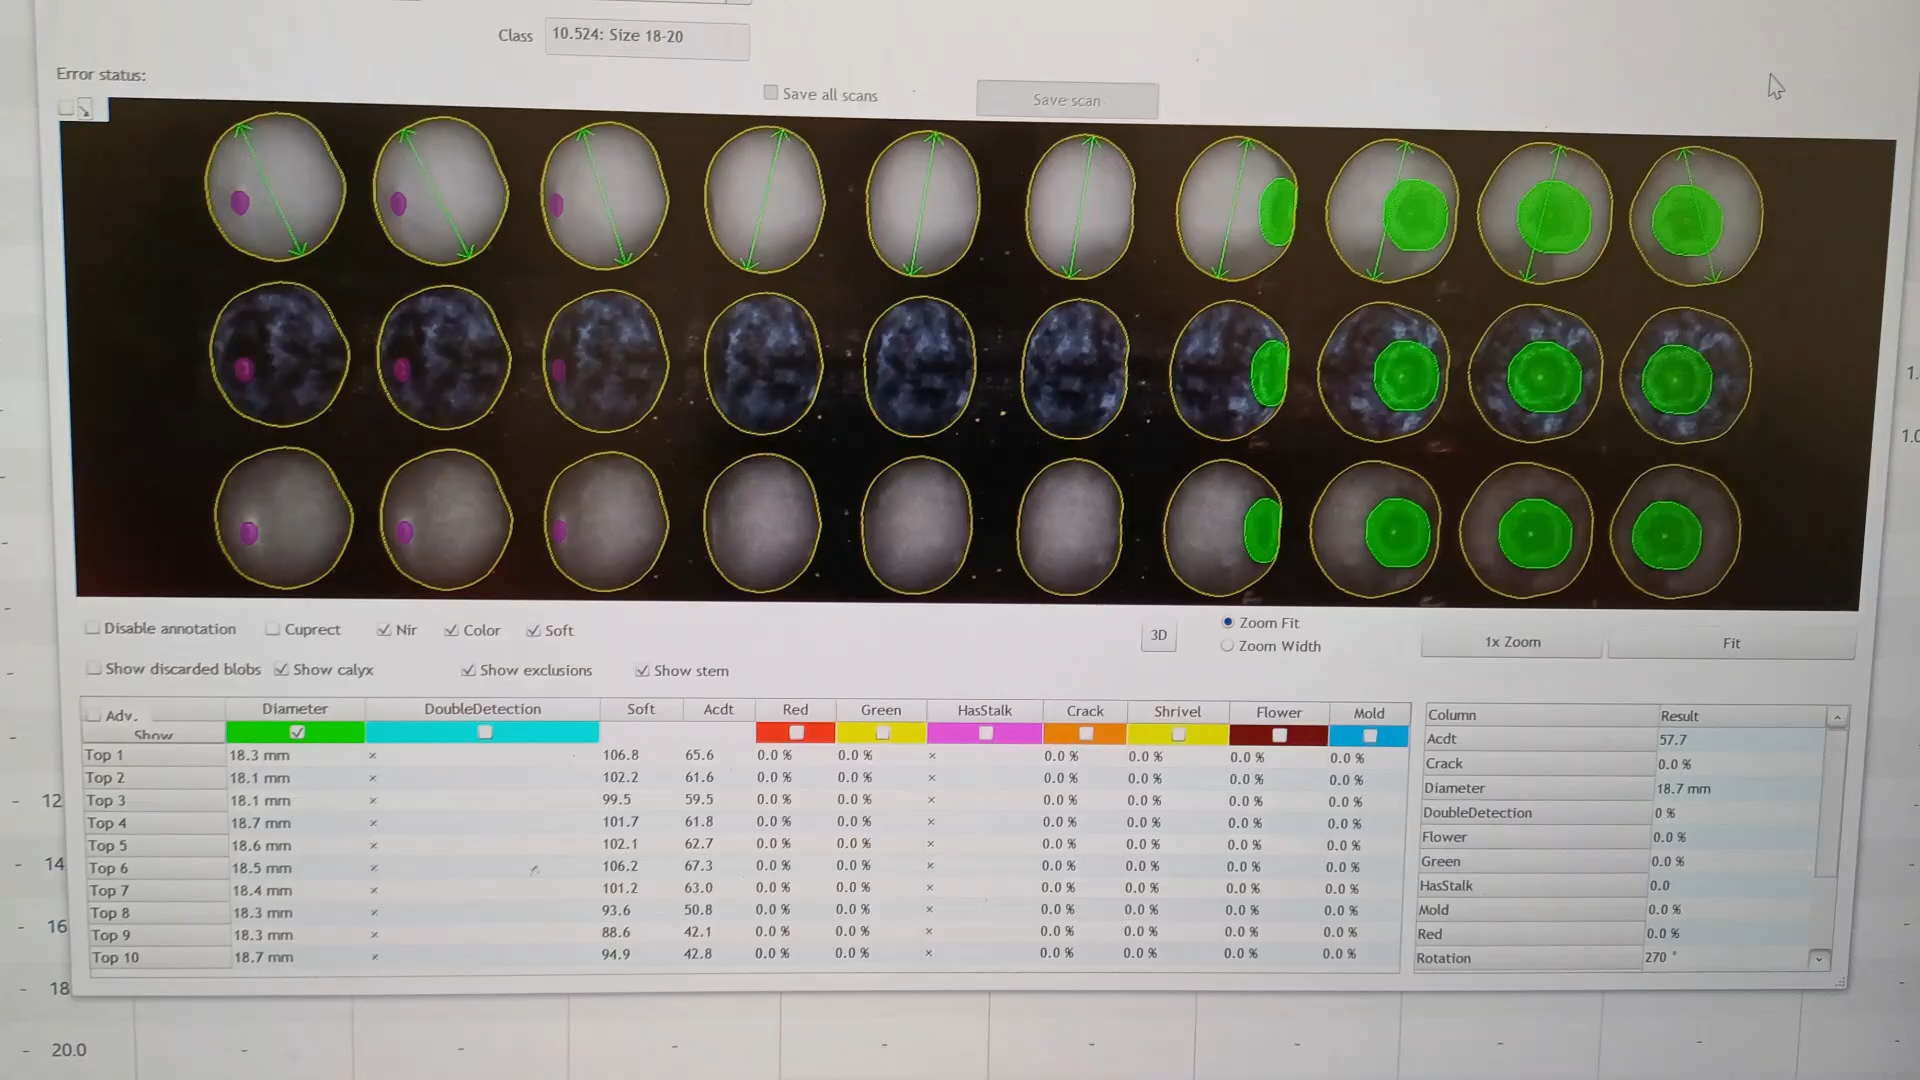 Class 10.524: Size 18-20
Error status:
Save all scans Save scan
Disable annotation Cuprect Nir Color Soft 3D Zoom Fit 1x Zoom Fit
Zoom Width
Show discarded blobs Show calyx Show exclusions Show stem
Adv. Diameter DoubleDetection Soft Acdt Red Green HasStalk Crack Shrivel Flower Mold
Show
Top 1 18.3 mm × 106.8 65.6 0.0 % 0.0 % × 0.0 % 0.0 % 0.0 % 0.0 %
Top 2 18.1 mm × 102.2 61.6 0.0 % 0.0 % × 0.0 % 0.0 % 0.0 % 0.0 %
Top 3 18.1 mm × 99.5 59.5 0.0 % 0.0 % × 0.0 % 0.0 % 0.0 % 0.0 %
Top 4 18.7 mm × 101.7 61.8 0.0 % 0.0 % × 0.0 % 0.0 % 0.0 % 0.0 %
Top 5 18.6 mm × 102.1 62.7 0.0 % 0.0 % × 0.0 % 0.0 % 0.0 % 0.0 %
Top 6 18.5 mm × 106.2 67.3 0.0 % 0.0 % × 0.0 % 0.0 % 0.0 % 0.0 %
Top 7 18.4 mm × 101.2 63.0 0.0 % 0.0 % × 0.0 % 0.0 % 0.0 % 0.0 %
Top 8 18.3 mm × 93.6 50.8 0.0 % 0.0 % × 0.0 % 0.0 % 0.0 % 0.0 %
Top 9 18.3 mm × 88.6 42.1 0.0 % 0.0 % × 0.0 % 0.0 % 0.0 % 0.0 %
Top 10 18.7 mm × 94.9 42.8 0.0 % 0.0 % × 0.0 % 0.0 % 0.0 % 0.0 %
Column Result
Acdt 57.7
Crack 0.0 %
Diameter 18.7 mm
DoubleDetection 0 %
Flower 0.0 %
Green 0.0 %
HasStalk 0.0
Mold 0.0 %
Red 0.0 %
Rotation 270 °
- 12
- 14
- 16
- 18
- 20.0